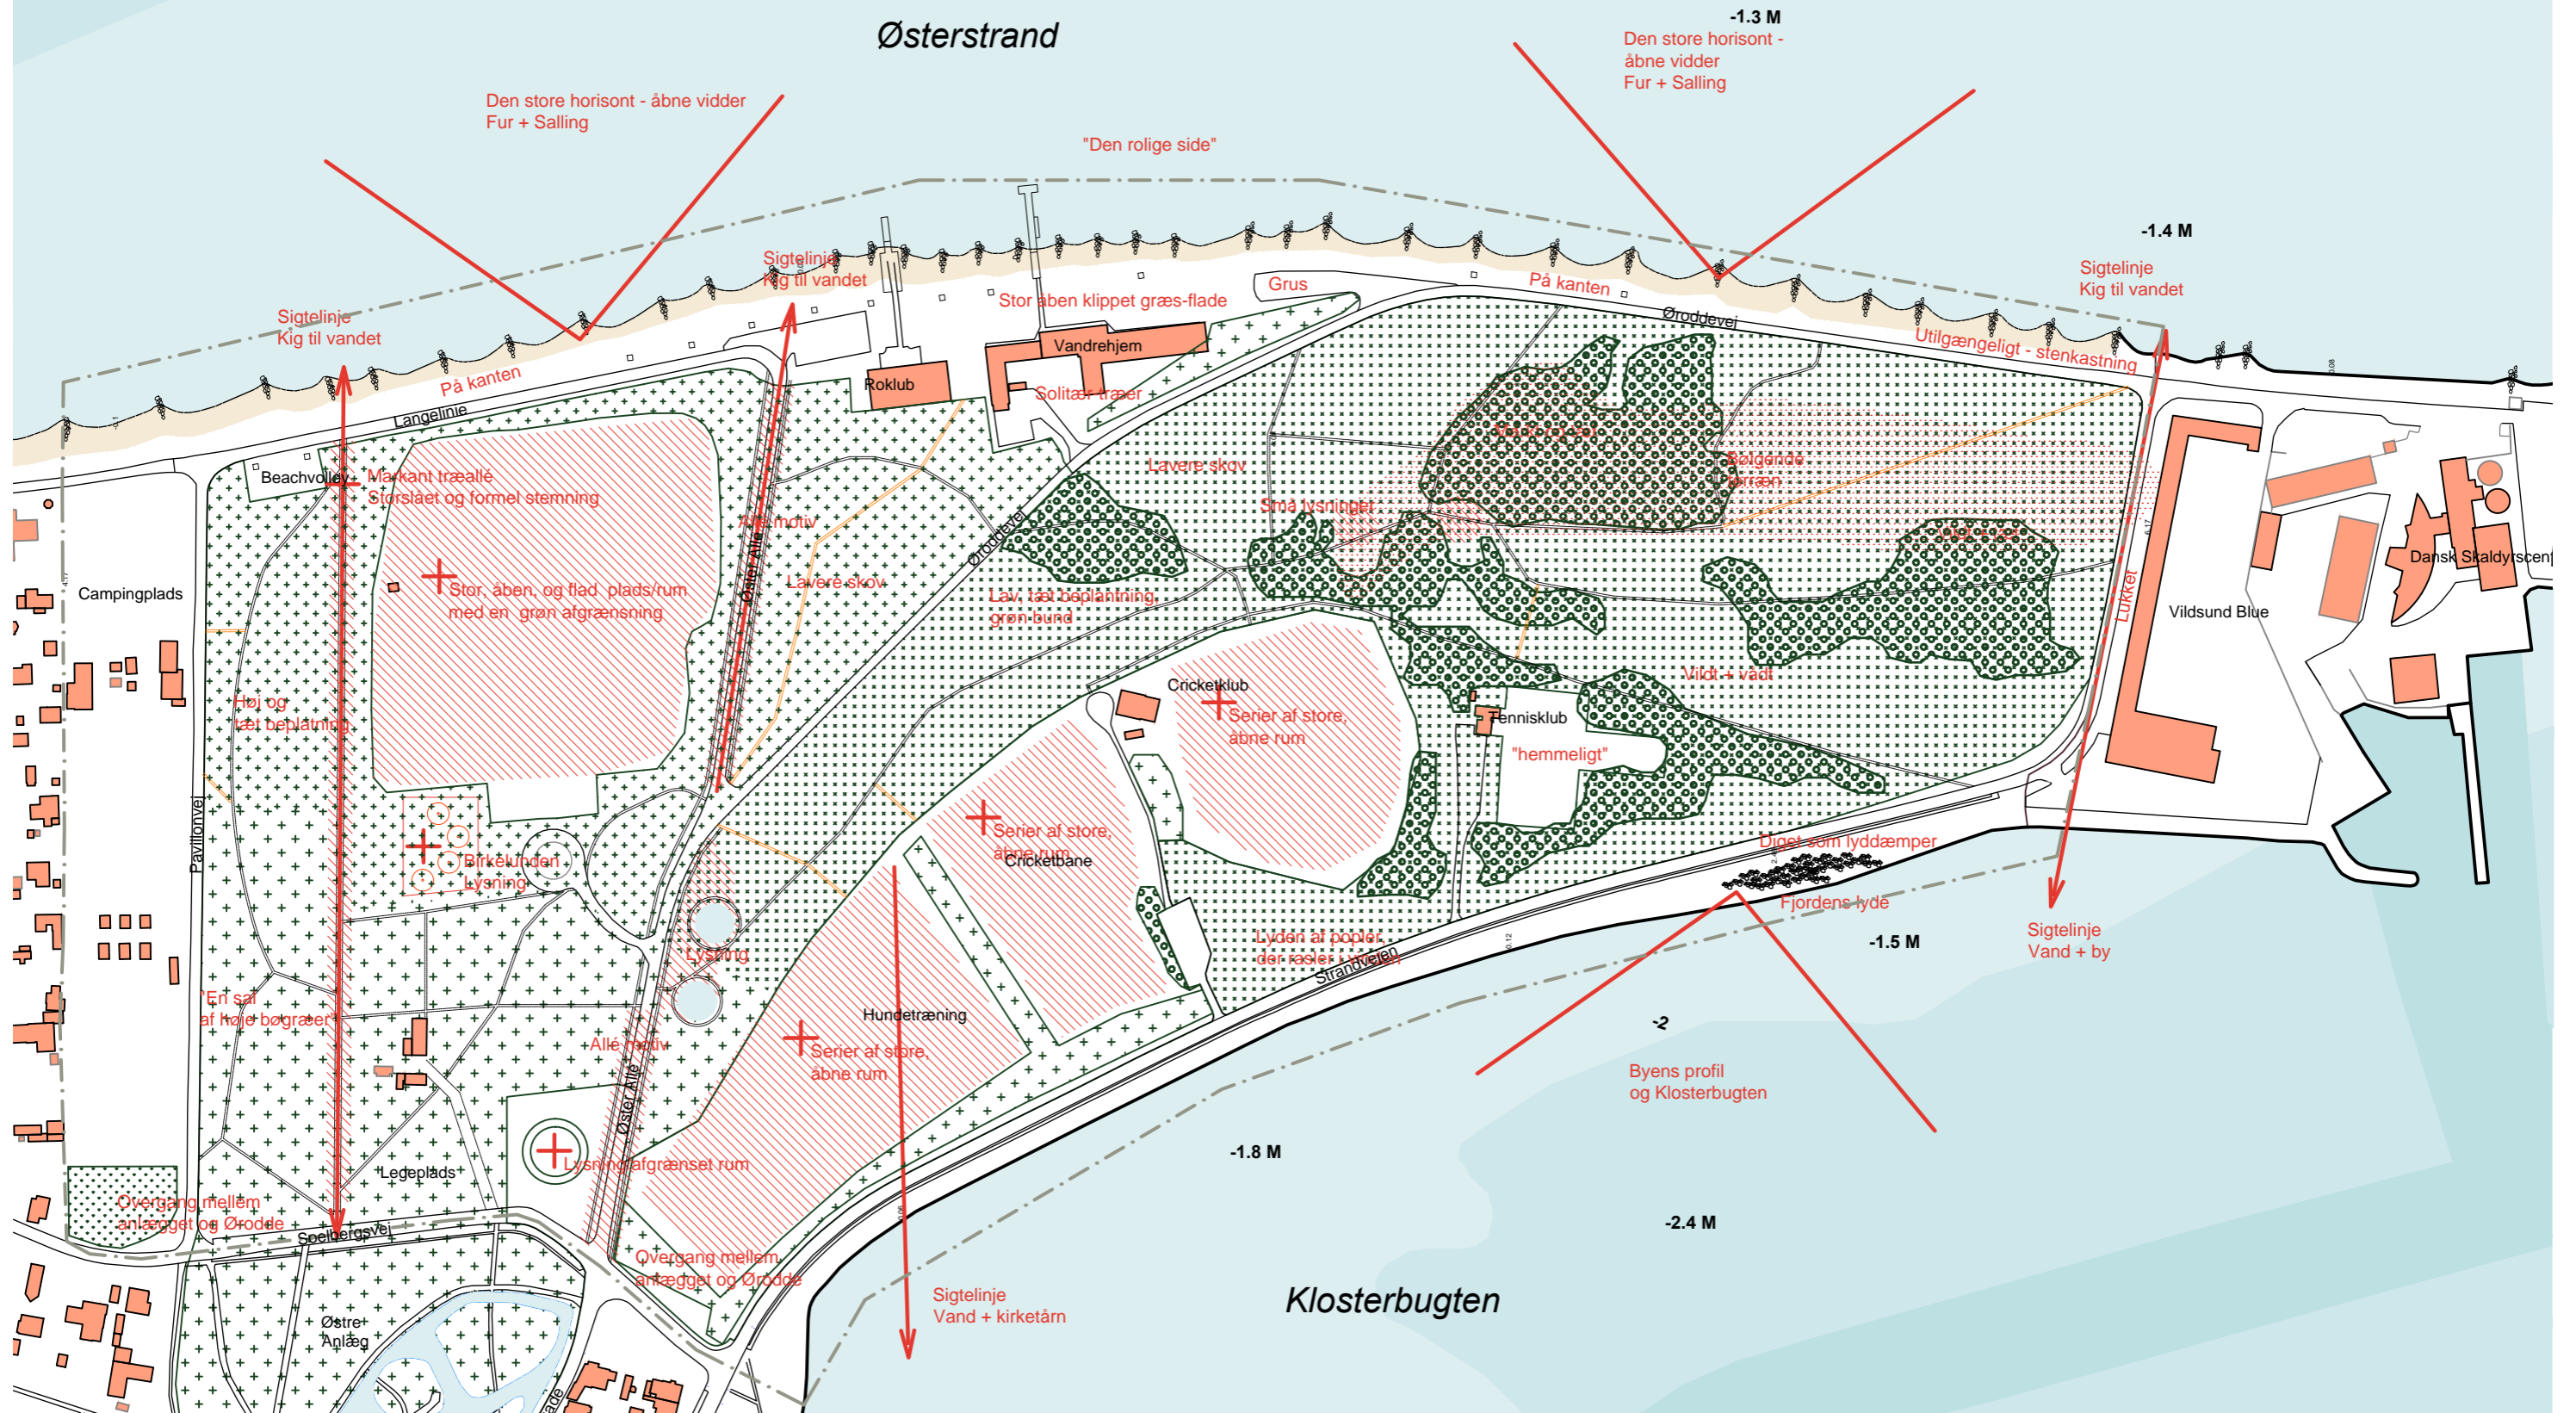 Østerstrand
-1.3 M
Den store horisont -
åbne vidder
Fur + Salling
Den store horisont - åbne vidder
Fur + Salling
"Den rolige side"
-1.4 M
Sigtelinje
Kig til vandet
Sigtelinje
Kig til vandet
Sigtelinje
Kig til vandet
Grus
På kanten
Stor åben klippet græs-flade
Øroddevej
Utilgængeligt - stenkastning
Vandrehjem
På kanten
Langelinie
Roklub
Solitær træer
Beachvolley
Markant træallé
Storslået og formel stemning
Lavere skov
Bølgende
terræn
Små lysninger
Allé motiv
Øroddevej
Øster Allé
Lavere skov
Campingplads
Stor, åben, og flad plads/rum
med en grøn afgrænsning
Lav, tæt beplantning,
grøn bund
Lukket
Vildsund Blue
Dansk Skaldyrscent
Høj og
tæt beplatning
Cricketklub
Serier af store,
åbne rum
Vildt + vådt
Tennisklub
"hemmeligt"
Pavillonvej
Birkelunden
Lysning
Serier af store,
åbne rum
Cricketbane
Diget som lyddæmper
Fjordens lyde
-1.5 M
Sigtelinje
Vand + by
Lysning
Lyden af popler,
der rasler i vinden
Strandvejen
"En sal
af høje bøgræer"
Hundetræning
Allé motiv
Serier af store,
åbne rum
-2
Byens profil
og Klosterbugten
Øster Allé
Lysning afgrænset rum
Legeplads
-1.8 M
-2.4 M
Overgang mellem
anlægget og Ørodde
Spelbergsvej
Overgang mellem
anlægget og Ørodde
Sigtelinje
Vand + kirketårn
Klosterbugten
Østre
Anlæg
ade